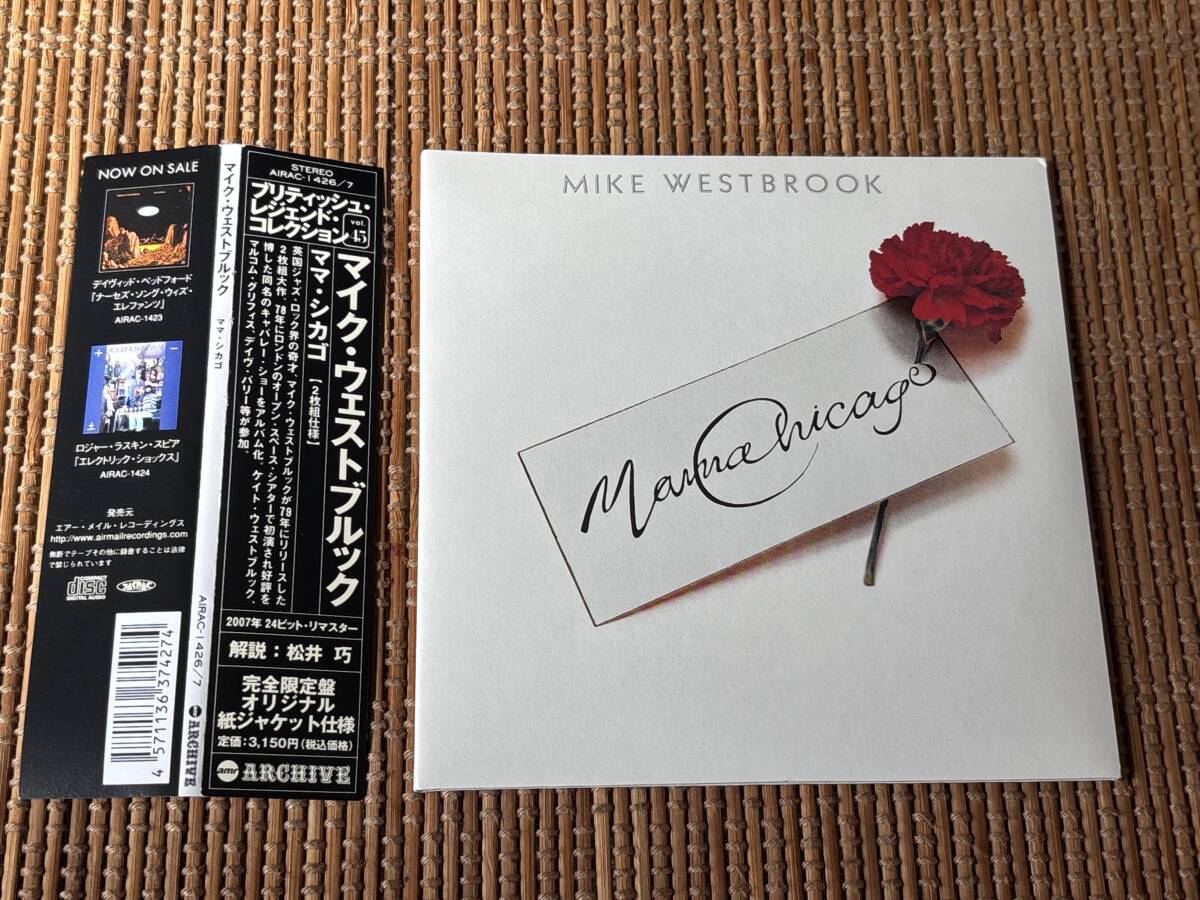 NOW ON SALE
デイヴィッド・ベッドフォード
『ナーセズ・ソング・ウィズ・
エレファンツ』
AIRAC-1423
ロジャー・ラスキン・スピア
『エレクトリック・ショックス』
AIRAC-1424
発売元
エアー・メイル・レコーディングス
http://www.airmailrecordings.com
無断でテープその他に録音することは法律
で禁じられています
COMPACT
disc
DIGITAL AUDIO
JASRAC
4 571136 374274
マイク・ウェストブルック
ママ・シカゴ
AIRAC-1426/7
amr ARCHIVE
STEREO
AIRAC-1426/7
ブリティッシュ・
レジェンド・
コレクション
vol.
45
マイク・ウェストブルック
ママ・シカゴ【2枚組仕様】
英国ジャズ・ロック界の奇才、マイク・ウェストブルックが79年にリリースした
2枚組大作。78年にロンドンのオープン・スペース・シアターで初演され好評を
博した同名のキャバレー・ショーをアルバム化。ケイト・ウェストブルック、
マルコム・グリフィス、デイヴ・バリー等が参加。
2007年 24ビット・リマスター
解説：松井 巧
完全限定盤
オリジナル
紙ジャケット仕様
定価：3,150円（税込価格）
amr ARCHIVE
MIKE WESTBROOK
Mama Chicago